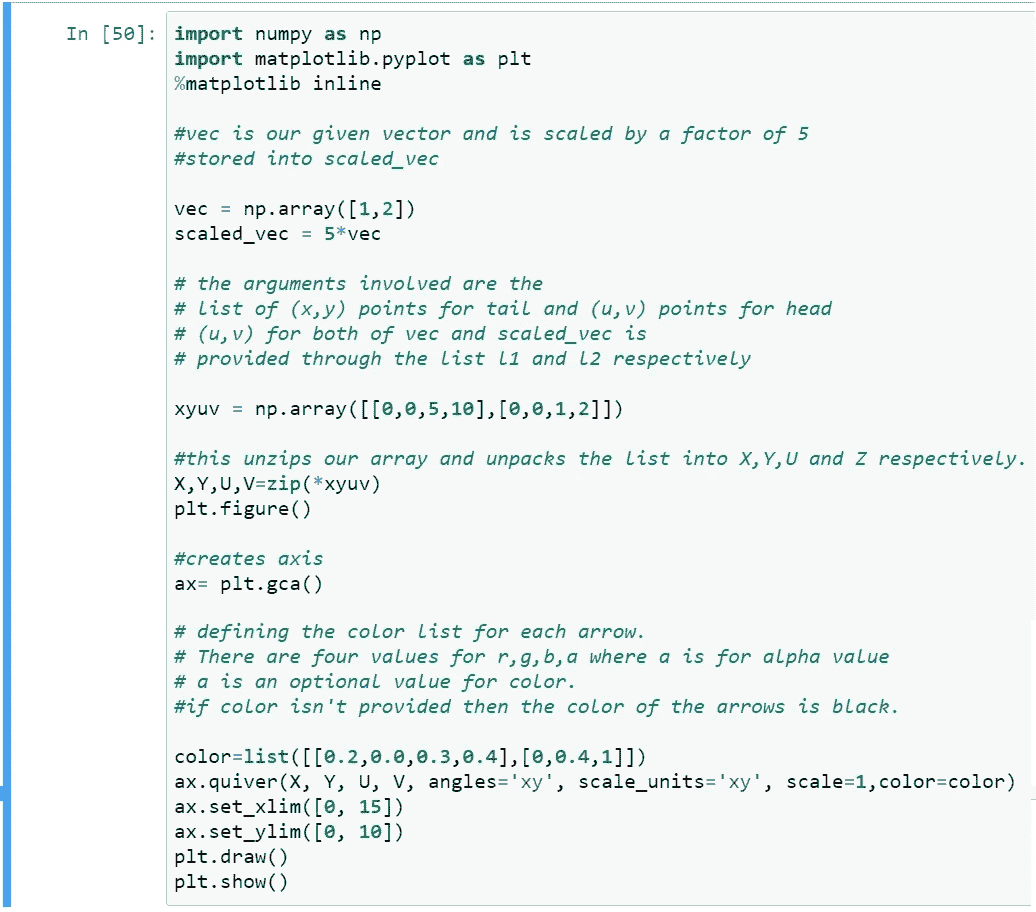 In [50]: import numpy as np
import matplotlib.pyplot as plt
%matplotlib inline
#vec is our given vector and is scaled by a factor of 5
#stored into scaled_vec
vec = np.array([1,2])
scaled_vec = 5*vec
# the arguments involved are the
# list of (x,y) points for tail and (u,v) points for head
# (u,v) for both of vec and scaled_vec is
# provided through the list l1 and l2 respectively
xyuv = np.array([[0,0,5,10],[0,0,1,2]])
#this unzips our array and unpacks the list into X,Y,U and Z respectively.
X,Y,U,V=zip(*xyuv)
plt.figure()
#creates axis
ax= plt.gca()
# defining the color list for each arrow.
# There are four values for r,g,b,a where a is for alpha value
# a is an optional value for color.
#if color isn't provided then the color of the arrows is black.
color=list([[0.2,0.0,0.3,0.4],[0,0.4,1]])
ax.quiver(X, Y, U, V, angles='xy', scale_units='xy', scale=1,color=color)
ax.set_xlim([0, 15])
ax.set_ylim([0, 10])
plt.draw()
plt.show()